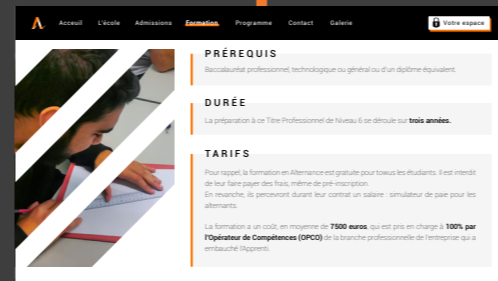 Acceuil L'école Admissions Formation Programme Contact Galerie Votre espace
PRÉREQUIS
Baccalauréat professionnel, technologique ou général ou d'un diplôme équivalent.
DURÉE
La préparation à ce Titre Professionnel de Niveau 6 se déroule sur trois années.
TARIFS
Pour rappel, la formation en Alternance est gratuite pour towus les étudiants. Il est interdit
de leur faire payer des frais, même de pré-inscription.
En revanche, ils percevront durant leur contrat un salaire : simulateur de paie pour les
alternants.
La formation a un coût, en moyenne de 7500 euros, qui est pris en charge à 100% par
l'Opérateur de Compétences (OPCO) de la branche professionnelle de l'entreprise qui a
embauché l'Apprenti.